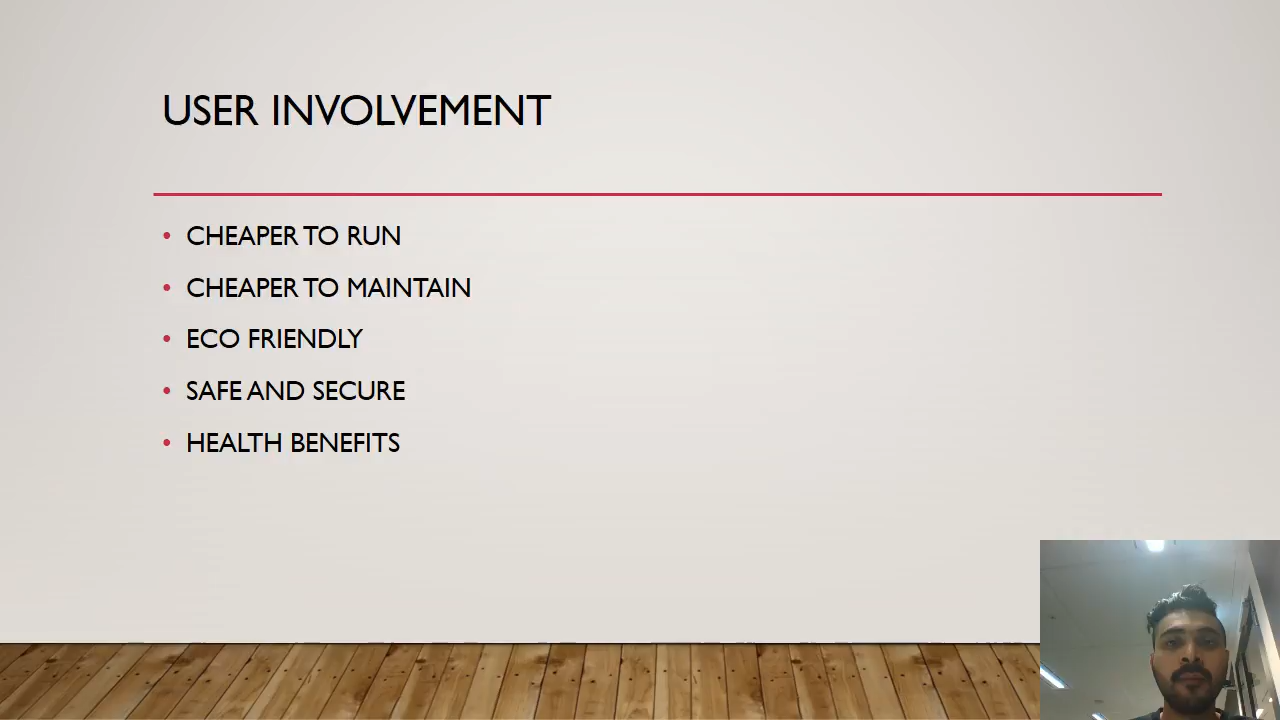 USER INVOLVEMENT
• CHEAPER TO RUN
• CHEAPER TO MAINTAIN
• ECO FRIENDLY
• SAFE AND SECURE
• HEALTH BENEFITS